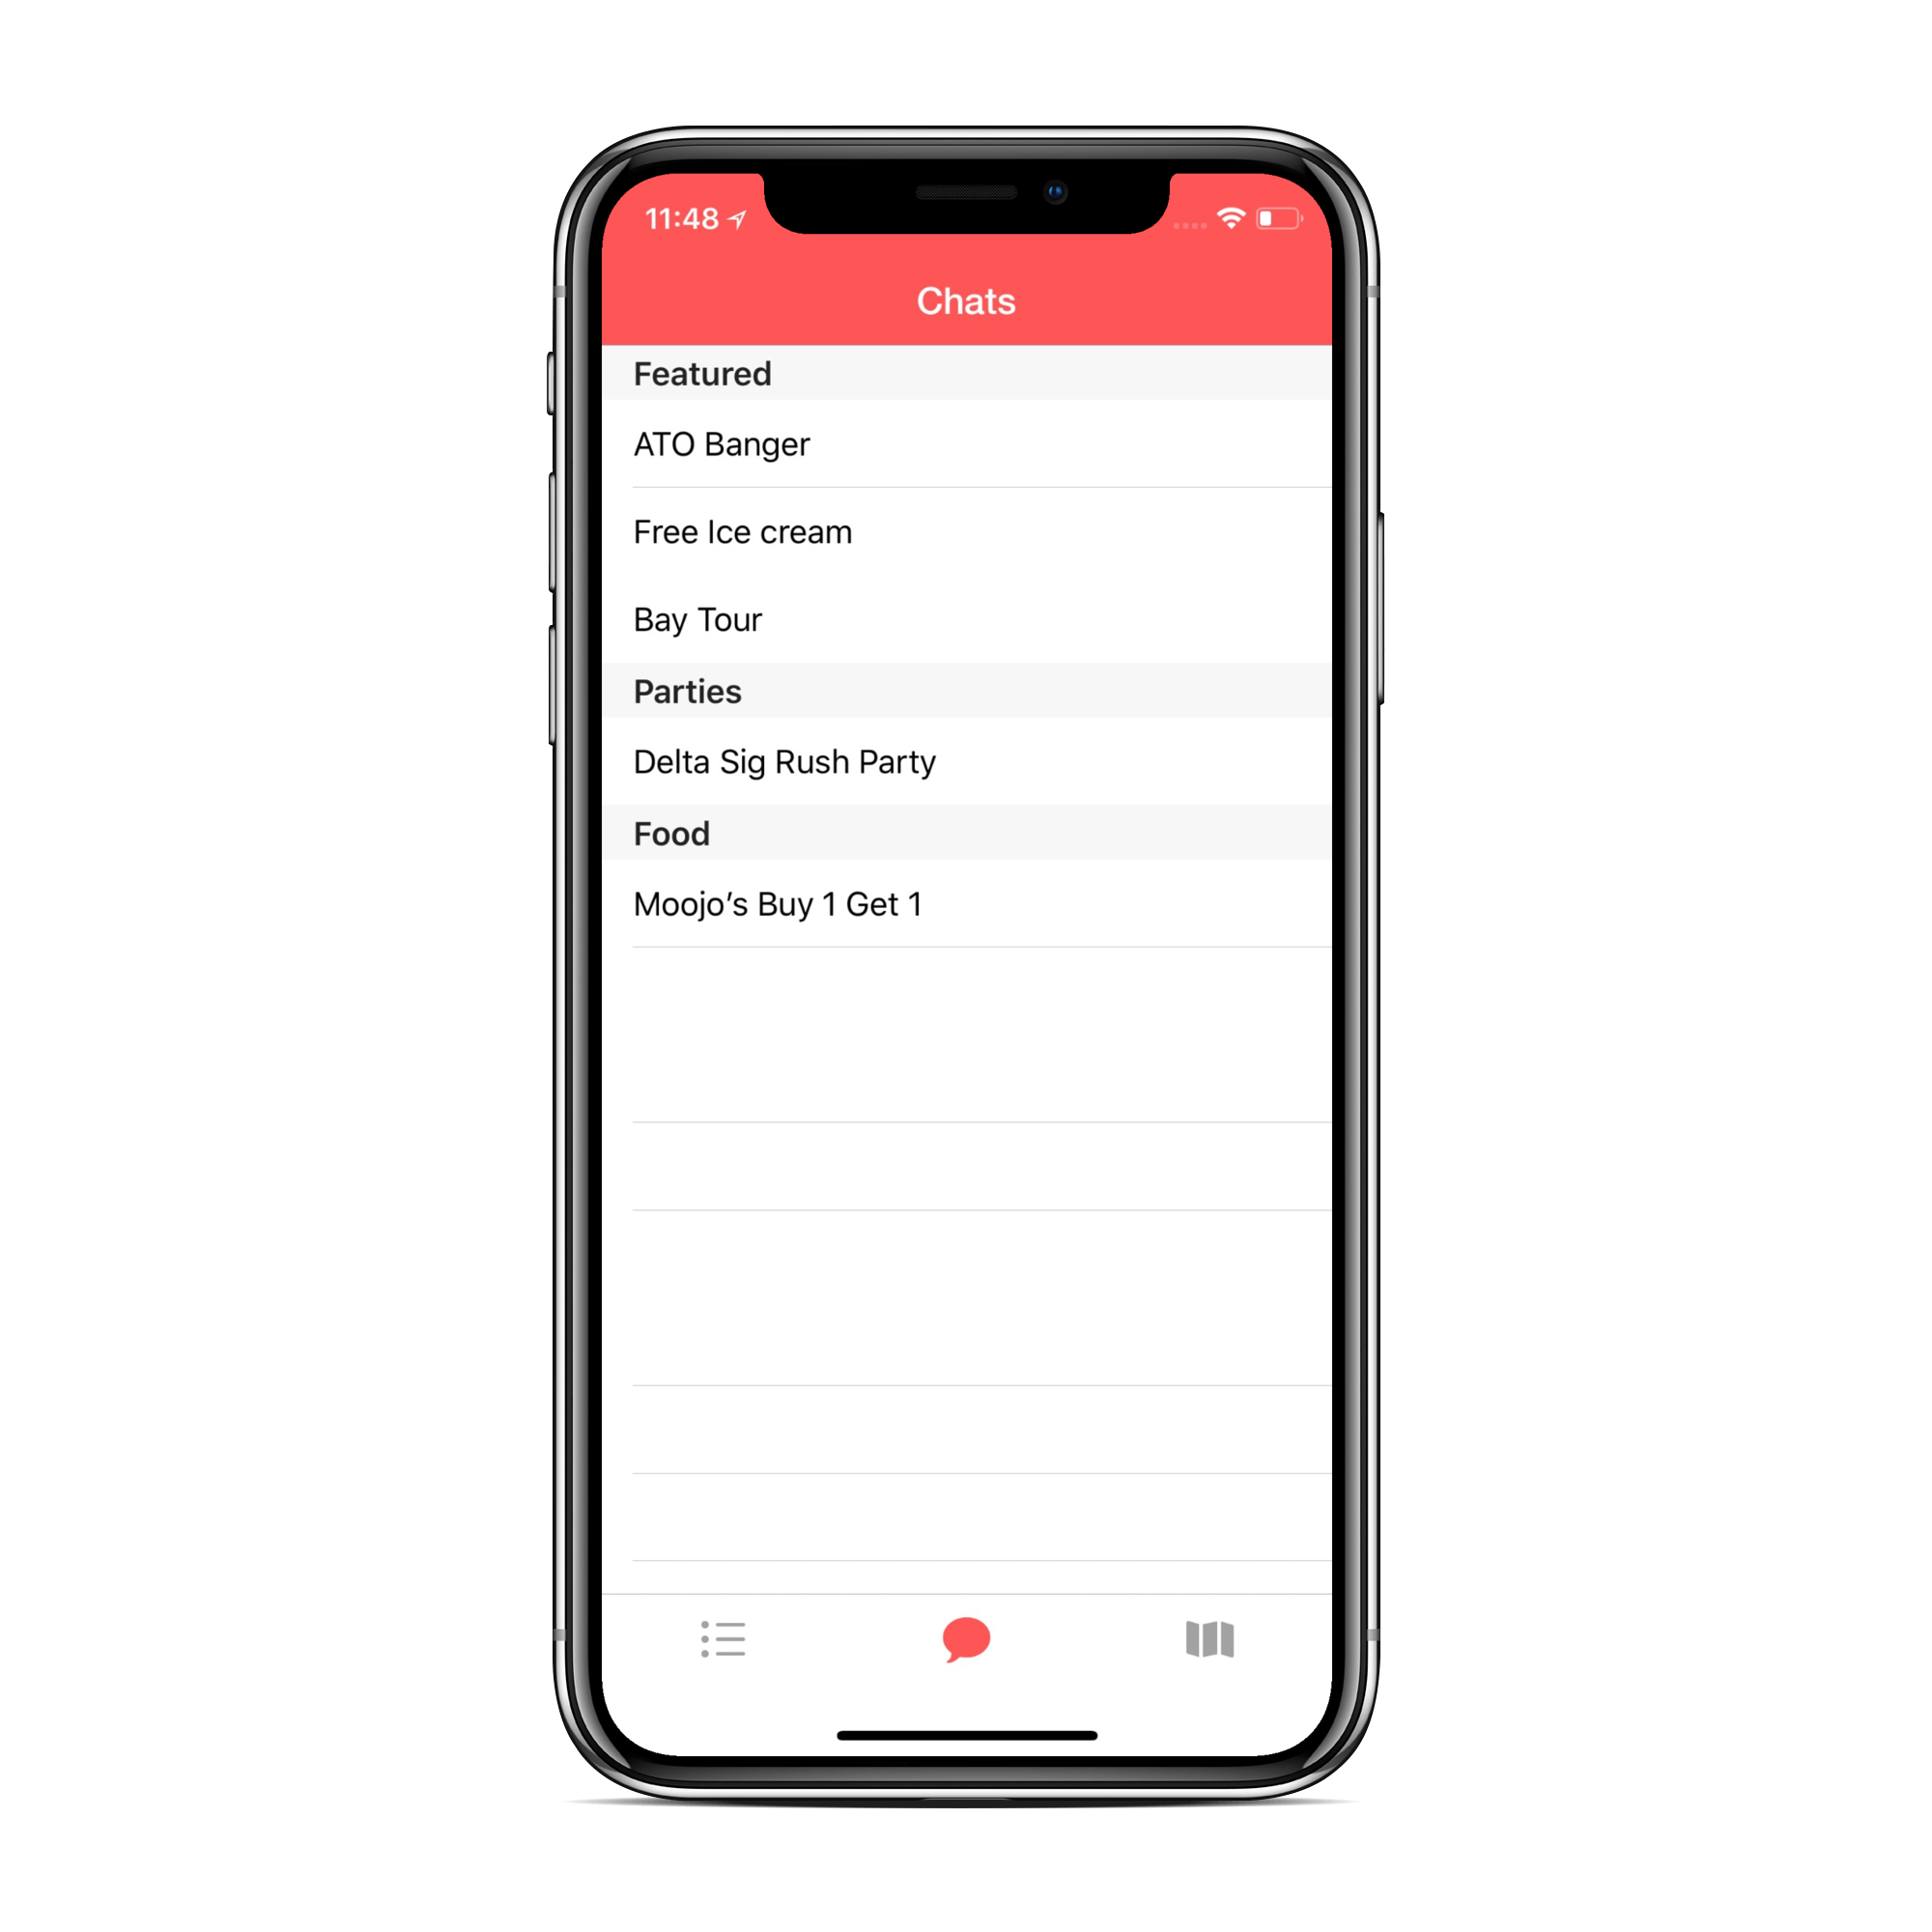 11:48
Chats
Featured
ATO Banger
Free Ice cream
Bay Tour
Parties
Delta Sig Rush Party
Food
Moojo’s Buy 1 Get 1